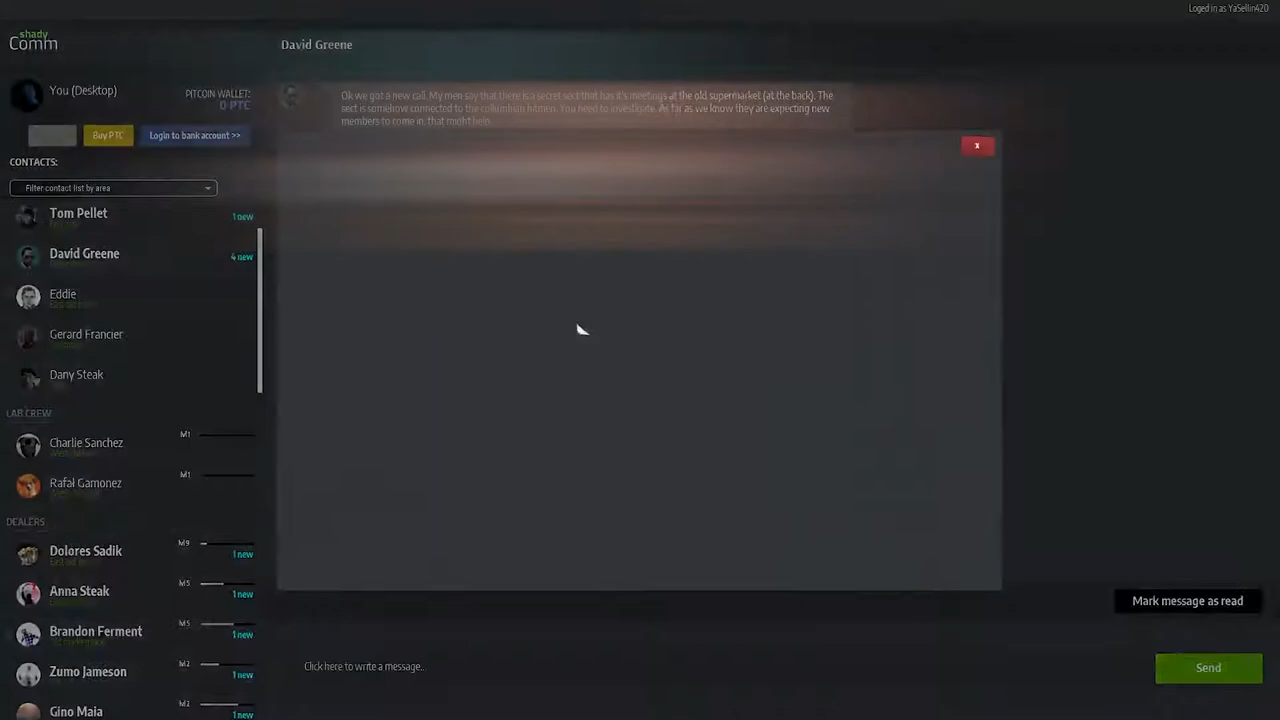 Loged in as YaSellin420
shady
Comm
David Greene
You (Desktop)
PITCOIN WALLET:
0 PTC
Ok we got a new call. My men say that there is a secret sect that has it's meetings at the old supermarket (at the back). The
sect is somehow connected to the columbian hitmen. You need to investigate. As far as we know they are expecting new
members to come in, that might help.
Buy PTC
Login to bank account >>
x
CONTACTS:
Filter contact list by area
Tom Pellet
1 new
David Greene
4 new
Eddie
Gerard Francier
Dany Steak
LAB CREW
Charlie Sanchez
M1
Rafał Gamonez
M1
DEALERS
Dolores Sadik
M9
1 new
Anna Steak
M5
1 new
Mark message as read
Brandon Ferment
M5
1 new
Click here to write a message..
Send
Zumo Jameson
M2
1 new
Gino Maia
M2
1 new